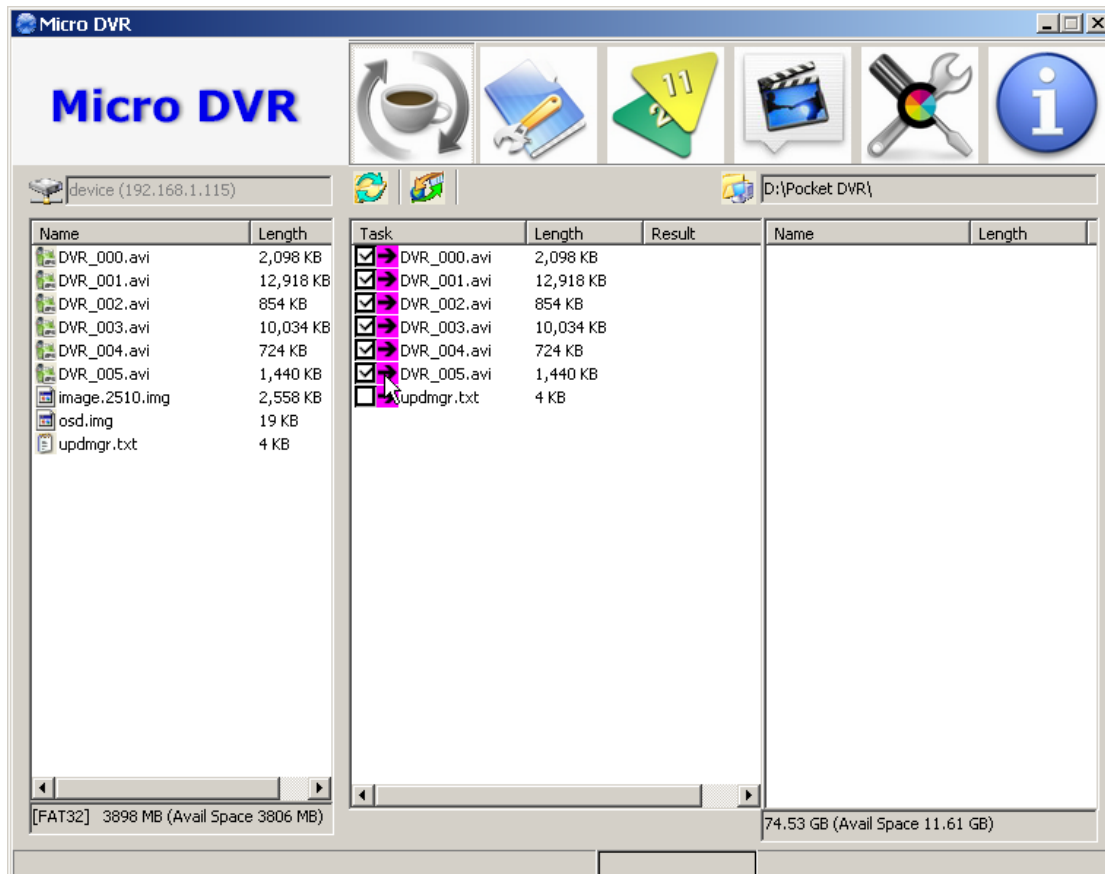 Micro DVR
Micro DVR
11
2
device (192.168.1.115)
D:\Pocket DVR\
Name Length
DVR_000.avi 2,098 KB
DVR_001.avi 12,918 KB
DVR_002.avi 854 KB
DVR_003.avi 10,034 KB
DVR_004.avi 724 KB
DVR_005.avi 1,440 KB
image.2510.img 2,558 KB
osd.img 19 KB
updmgr.txt 4 KB
[FAT32] 3898 MB (Avail Space 3806 MB)
Task Length Result
DVR_000.avi 2,098 KB
DVR_001.avi 12,918 KB
DVR_002.avi 854 KB
DVR_003.avi 10,034 KB
DVR_004.avi 724 KB
DVR_005.avi 1,440 KB
updmgr.txt 4 KB
Name Length
74.53 GB (Avail Space 11.61 GB)